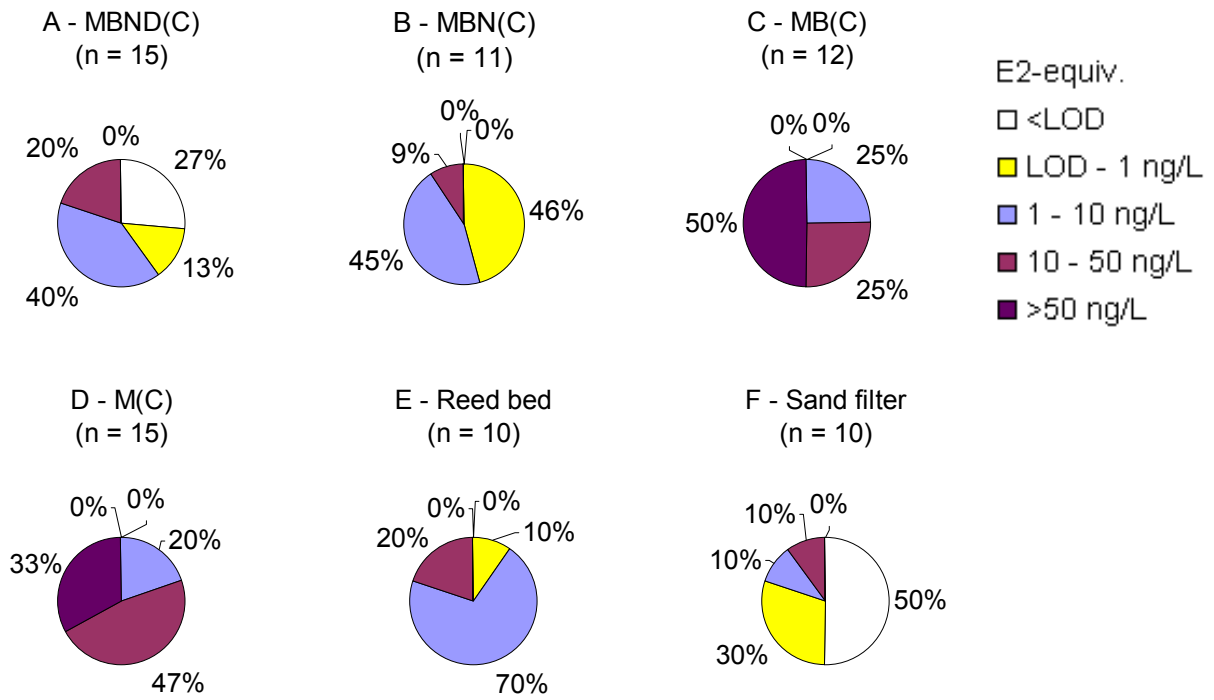 A - MBND(C)
(n = 15)
20%
0%
27%
13%
40%
B - MBN(C)
(n = 11)
0%
0%
9%
46%
45%
C - MB(C)
(n = 12)
0%
0%
25%
50%
25%
E2-equiv.
<LOD
LOD - 1 ng/L
1 - 10 ng/L
10 - 50 ng/L
>50 ng/L
D - M(C)
(n = 15)
0%
0%
20%
33%
47%
E - Reed bed
(n = 10)
0%
0%
20%
10%
70%
F - Sand filter
(n = 10)
10%
0%
10%
50%
30%